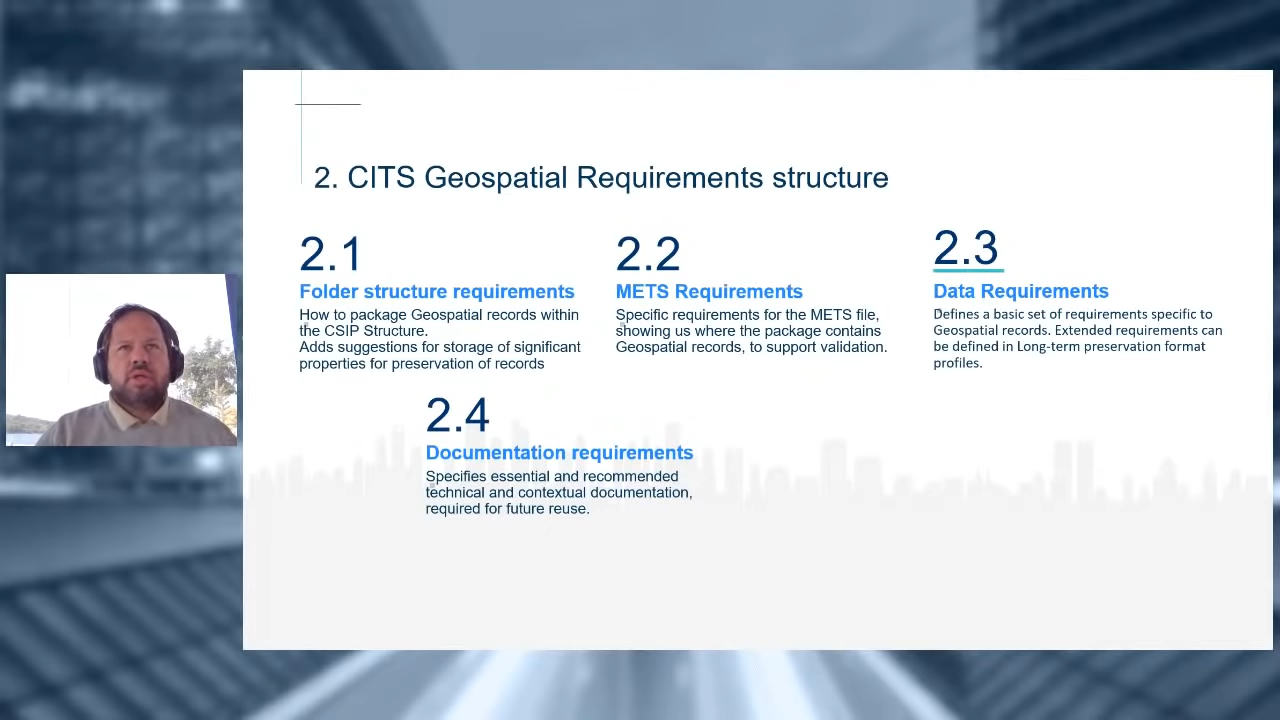 2. CITS Geospatial Requirements structure
2.1
Folder structure requirements
How to package Geospatial records within
the CSIP Structure.
Adds suggestions for storage of significant
properties for preservation of records
2.2
METS Requirements
Specific requirements for the METS file,
showing us where the package contains
Geospatial records, to support validation.
2.3
Data Requirements
Defines a basic set of requirements specific to
Geospatial records. Extended requirements can
be defined in Long-term preservation format
profiles.
2.4
Documentation requirements
Specifies essential and recommended
technical and contextual documentation,
required for future reuse.